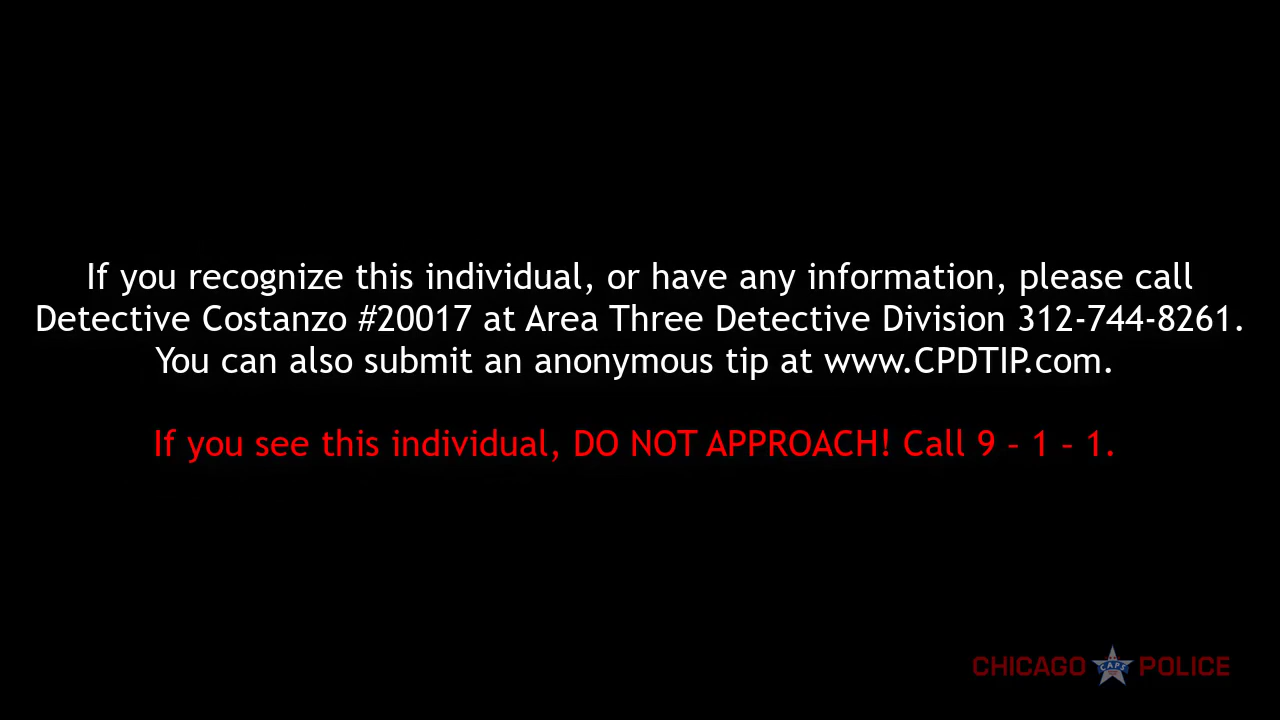 If you recognize this individual, or have any information, please call
Detective Costanzo #20017 at Area Three Detective Division 312-744-8261.
You can also submit an anonymous tip at www.CPDTIP.com.
If you see this individual, DO NOT APPROACH! Call 9 – 1 – 1.
CHICAGO CAPS POLICE